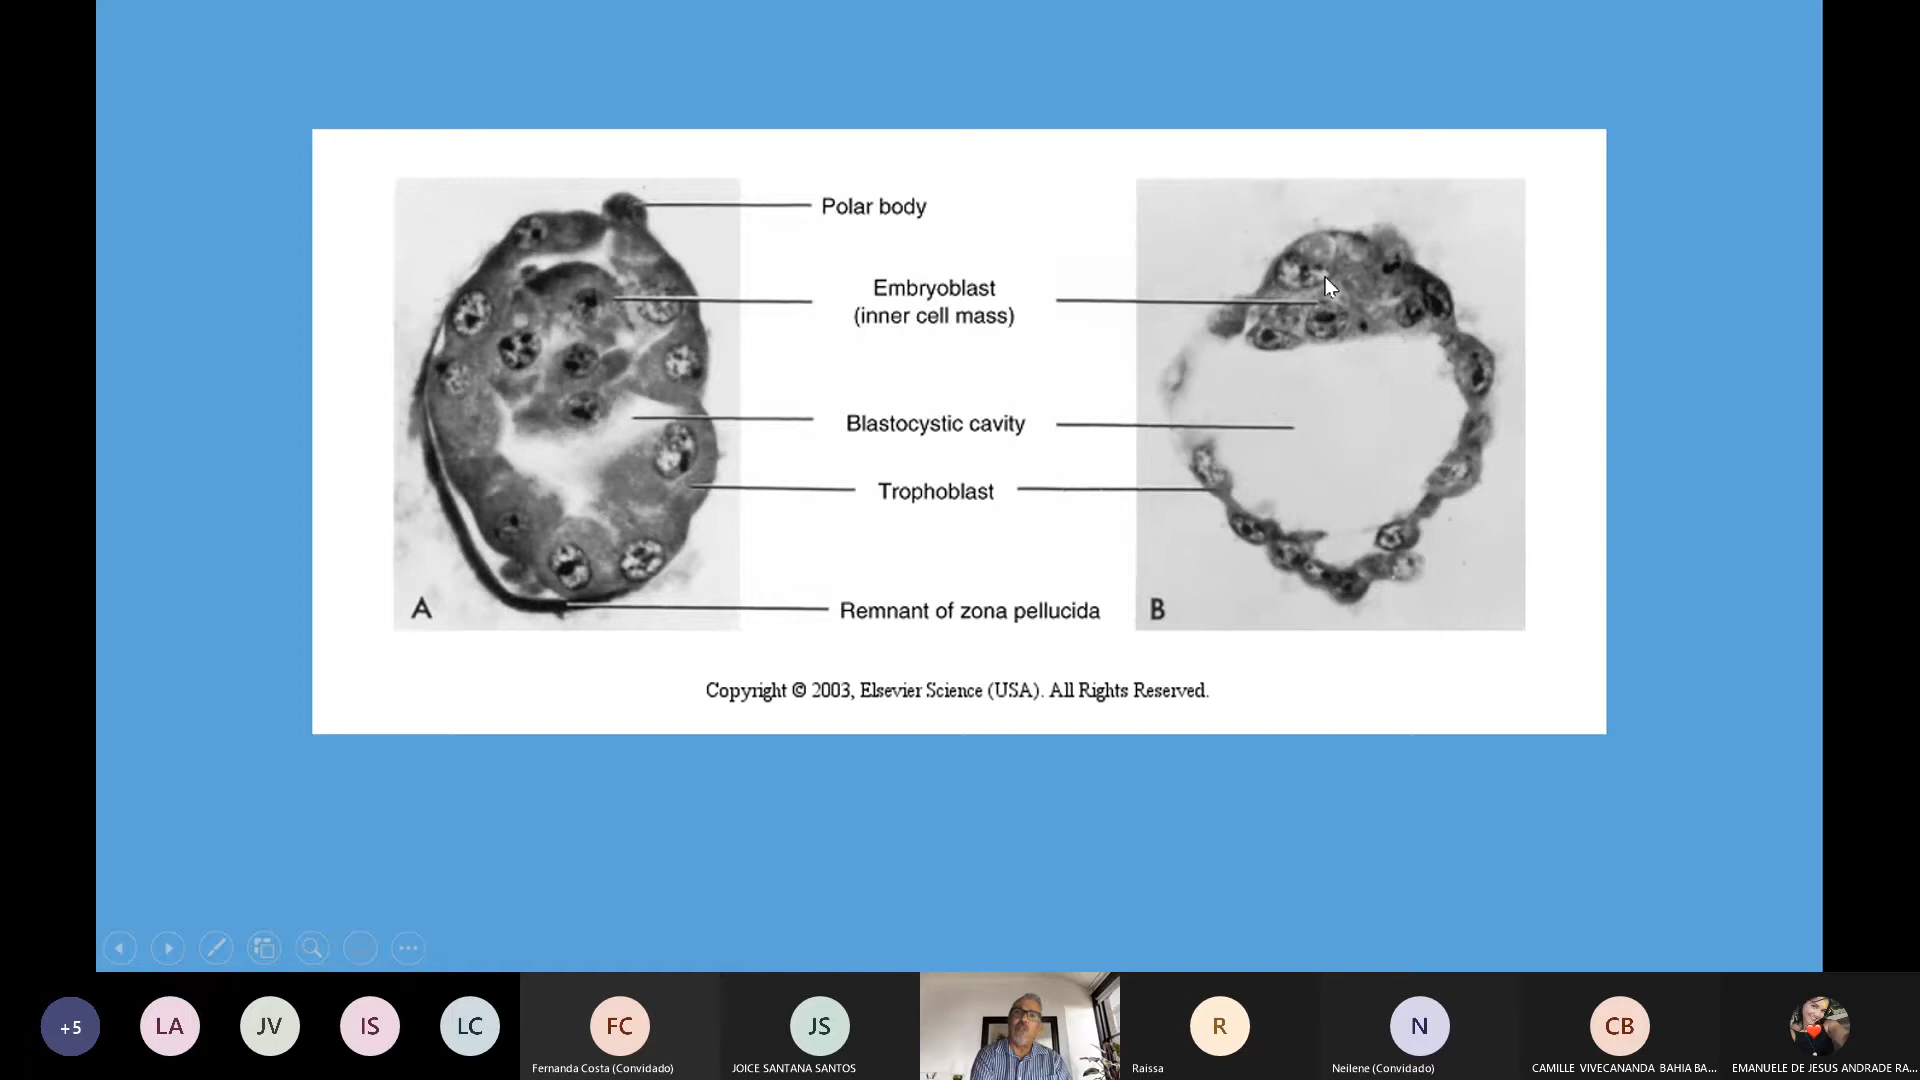 Polar body
Embryoblast
(inner cell mass)
Blastocystic cavity
Trophoblast
Remnant of zona pellucida
A
B
Copyright © 2003, Elsevier Science (USA). All Rights Reserved.
+5
LA
JV
IS
LC
FC
JS
R
N
CB
Fernanda Costa (Convidado)
JOICE SANTANA SANTOS
Raissa
Neilene (Convidado)
CAMILLE VIVECANANDA BAHIA BA...
EMANUELE DE JESUS ANDRADE RA...